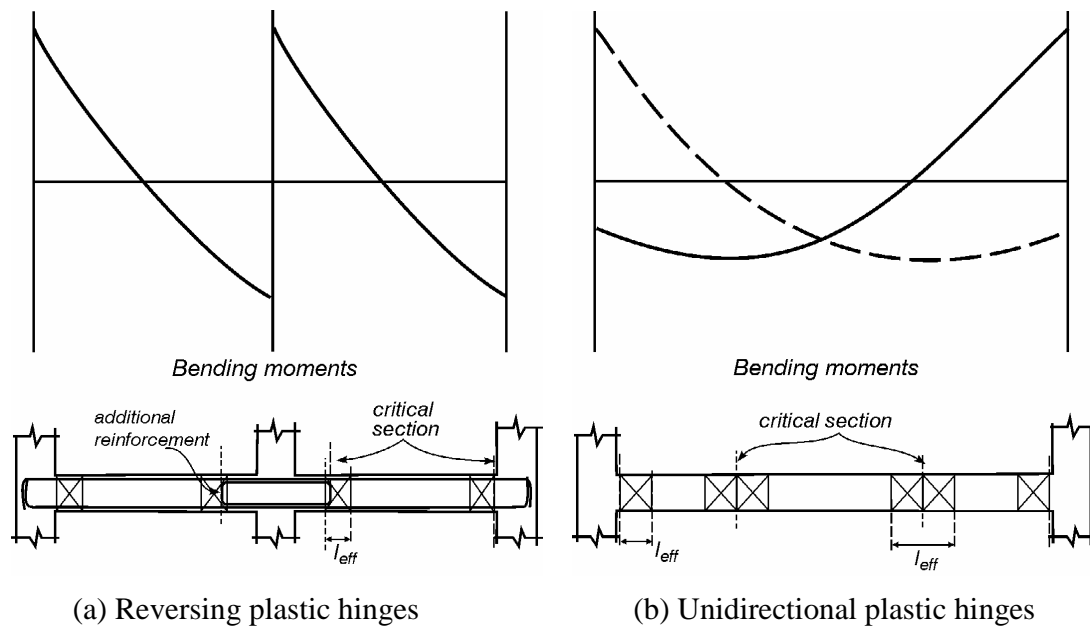 Bending moments
additional
reinforcement
critical
section
l_eff
(a) Reversing plastic hinges
Bending moments
critical section
l_eff
l_eff
(b) Unidirectional plastic hinges